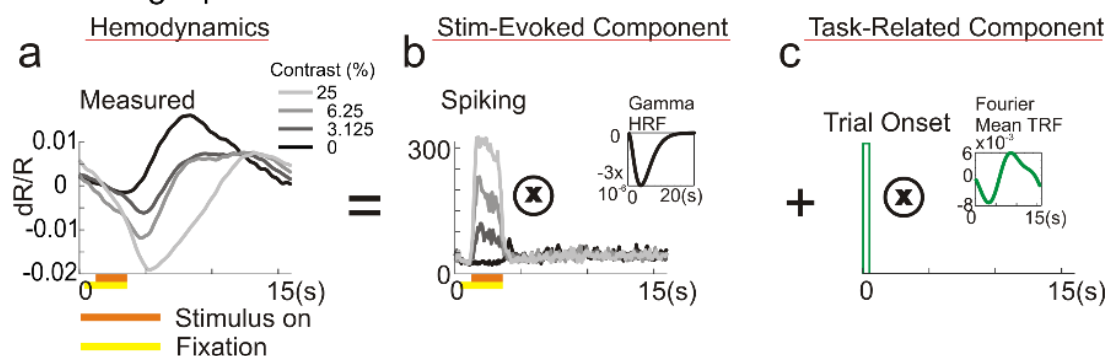 Hemodynamics
Stim-Evoked Component
Task-Related Component
a
Contrast (%)
25
6.25
3.125
0
Measured
0.01
0
-0.01
-0.02
dR/R
0
15(s)
Stimulus on
Fixation
=
b
Spiking
300
0
0
15(s)
x
Gamma
HRF
0
-3x
10⁻⁶
0
20(s)
+
c
Trial Onset
0
15(s)
x
Fourier
Mean TRF
x10⁻³
6
-8
0
15(s)